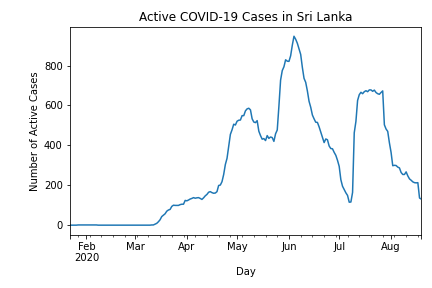 Active COVID-19 Cases in Sri Lanka
Number of Active Cases
800
600
400
200
0
Feb Mar Apr May Jun Jul Aug
2020
Day